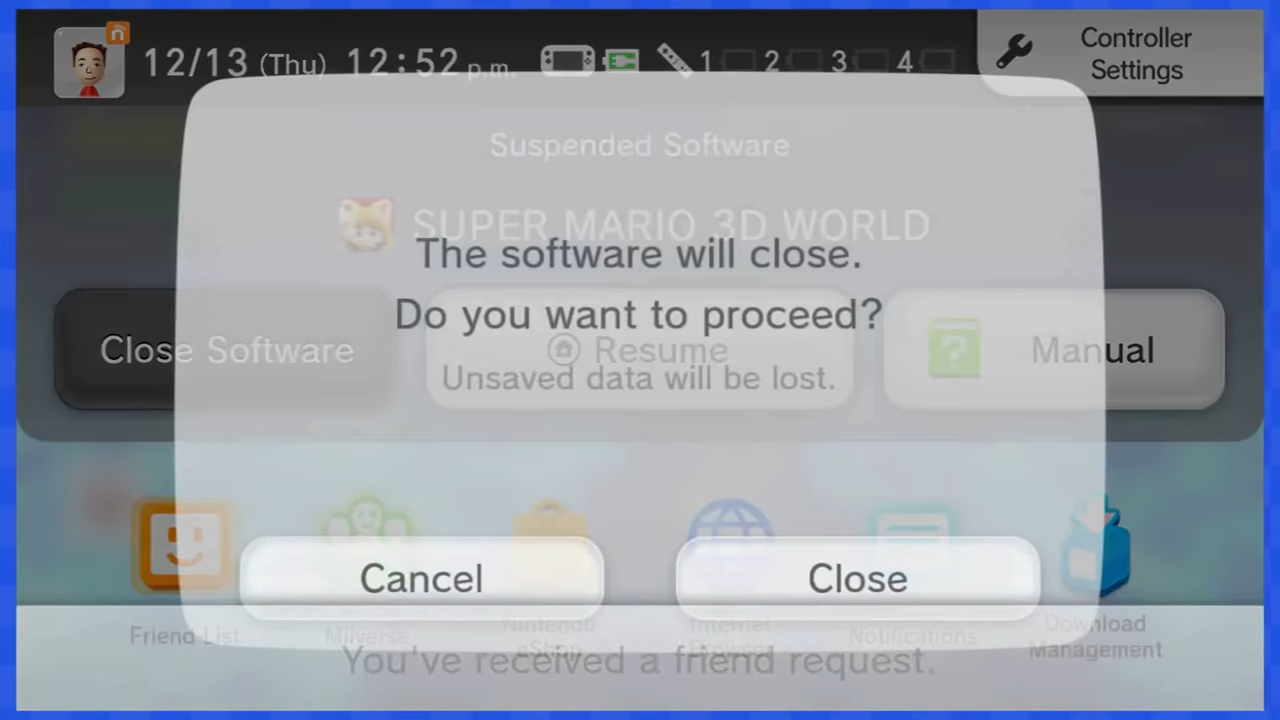 12/13 (Thu) 12:52 p.m. 1 2 3 4
Controller
Settings
Suspended Software
SUPER MARIO 3D WORLD
The software will close.
Do you want to proceed?
Close Software
Resume
Manual
Unsaved data will be lost.
Cancel
Close
Friend List
Miiverse
Nintendo
eShop
Internet
Browser
Notifications
Download
Management
You've received a friend request.